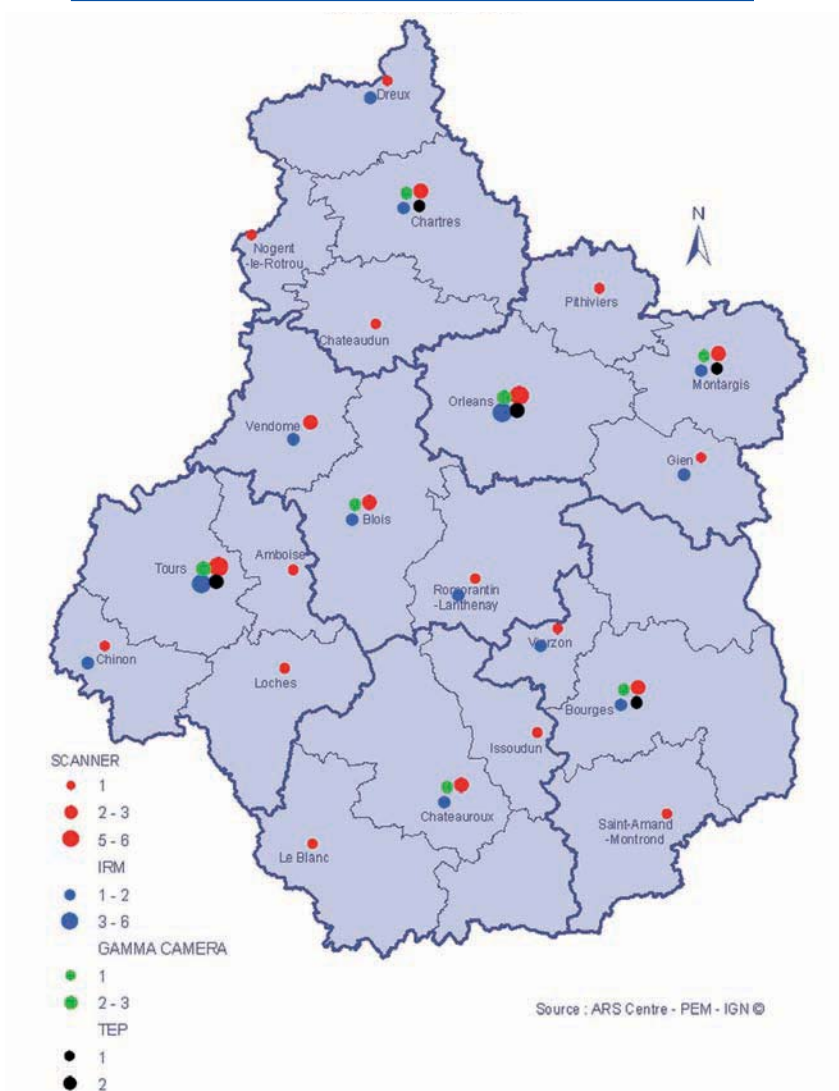 Dreux
Chartres
N
Nogent
-le-Rotrou
Pithiviers
Chateaudun
Montargis
Orleans
Vendome
Gien
Blois
Amboise
Tours
Romorantin
-Lanthenay
Vierzon
Chinon
Loches
Bourges
Issoudun
Chateauroux
Saint-Amand
-Montrond
Le Blanc
SCANNER
1
2 - 3
5 - 6
IRM
1 - 2
3 - 6
GAMMA CAMERA
1
2 - 3
TEP
1
2
Source : ARS Centre - PEM - IGN ©